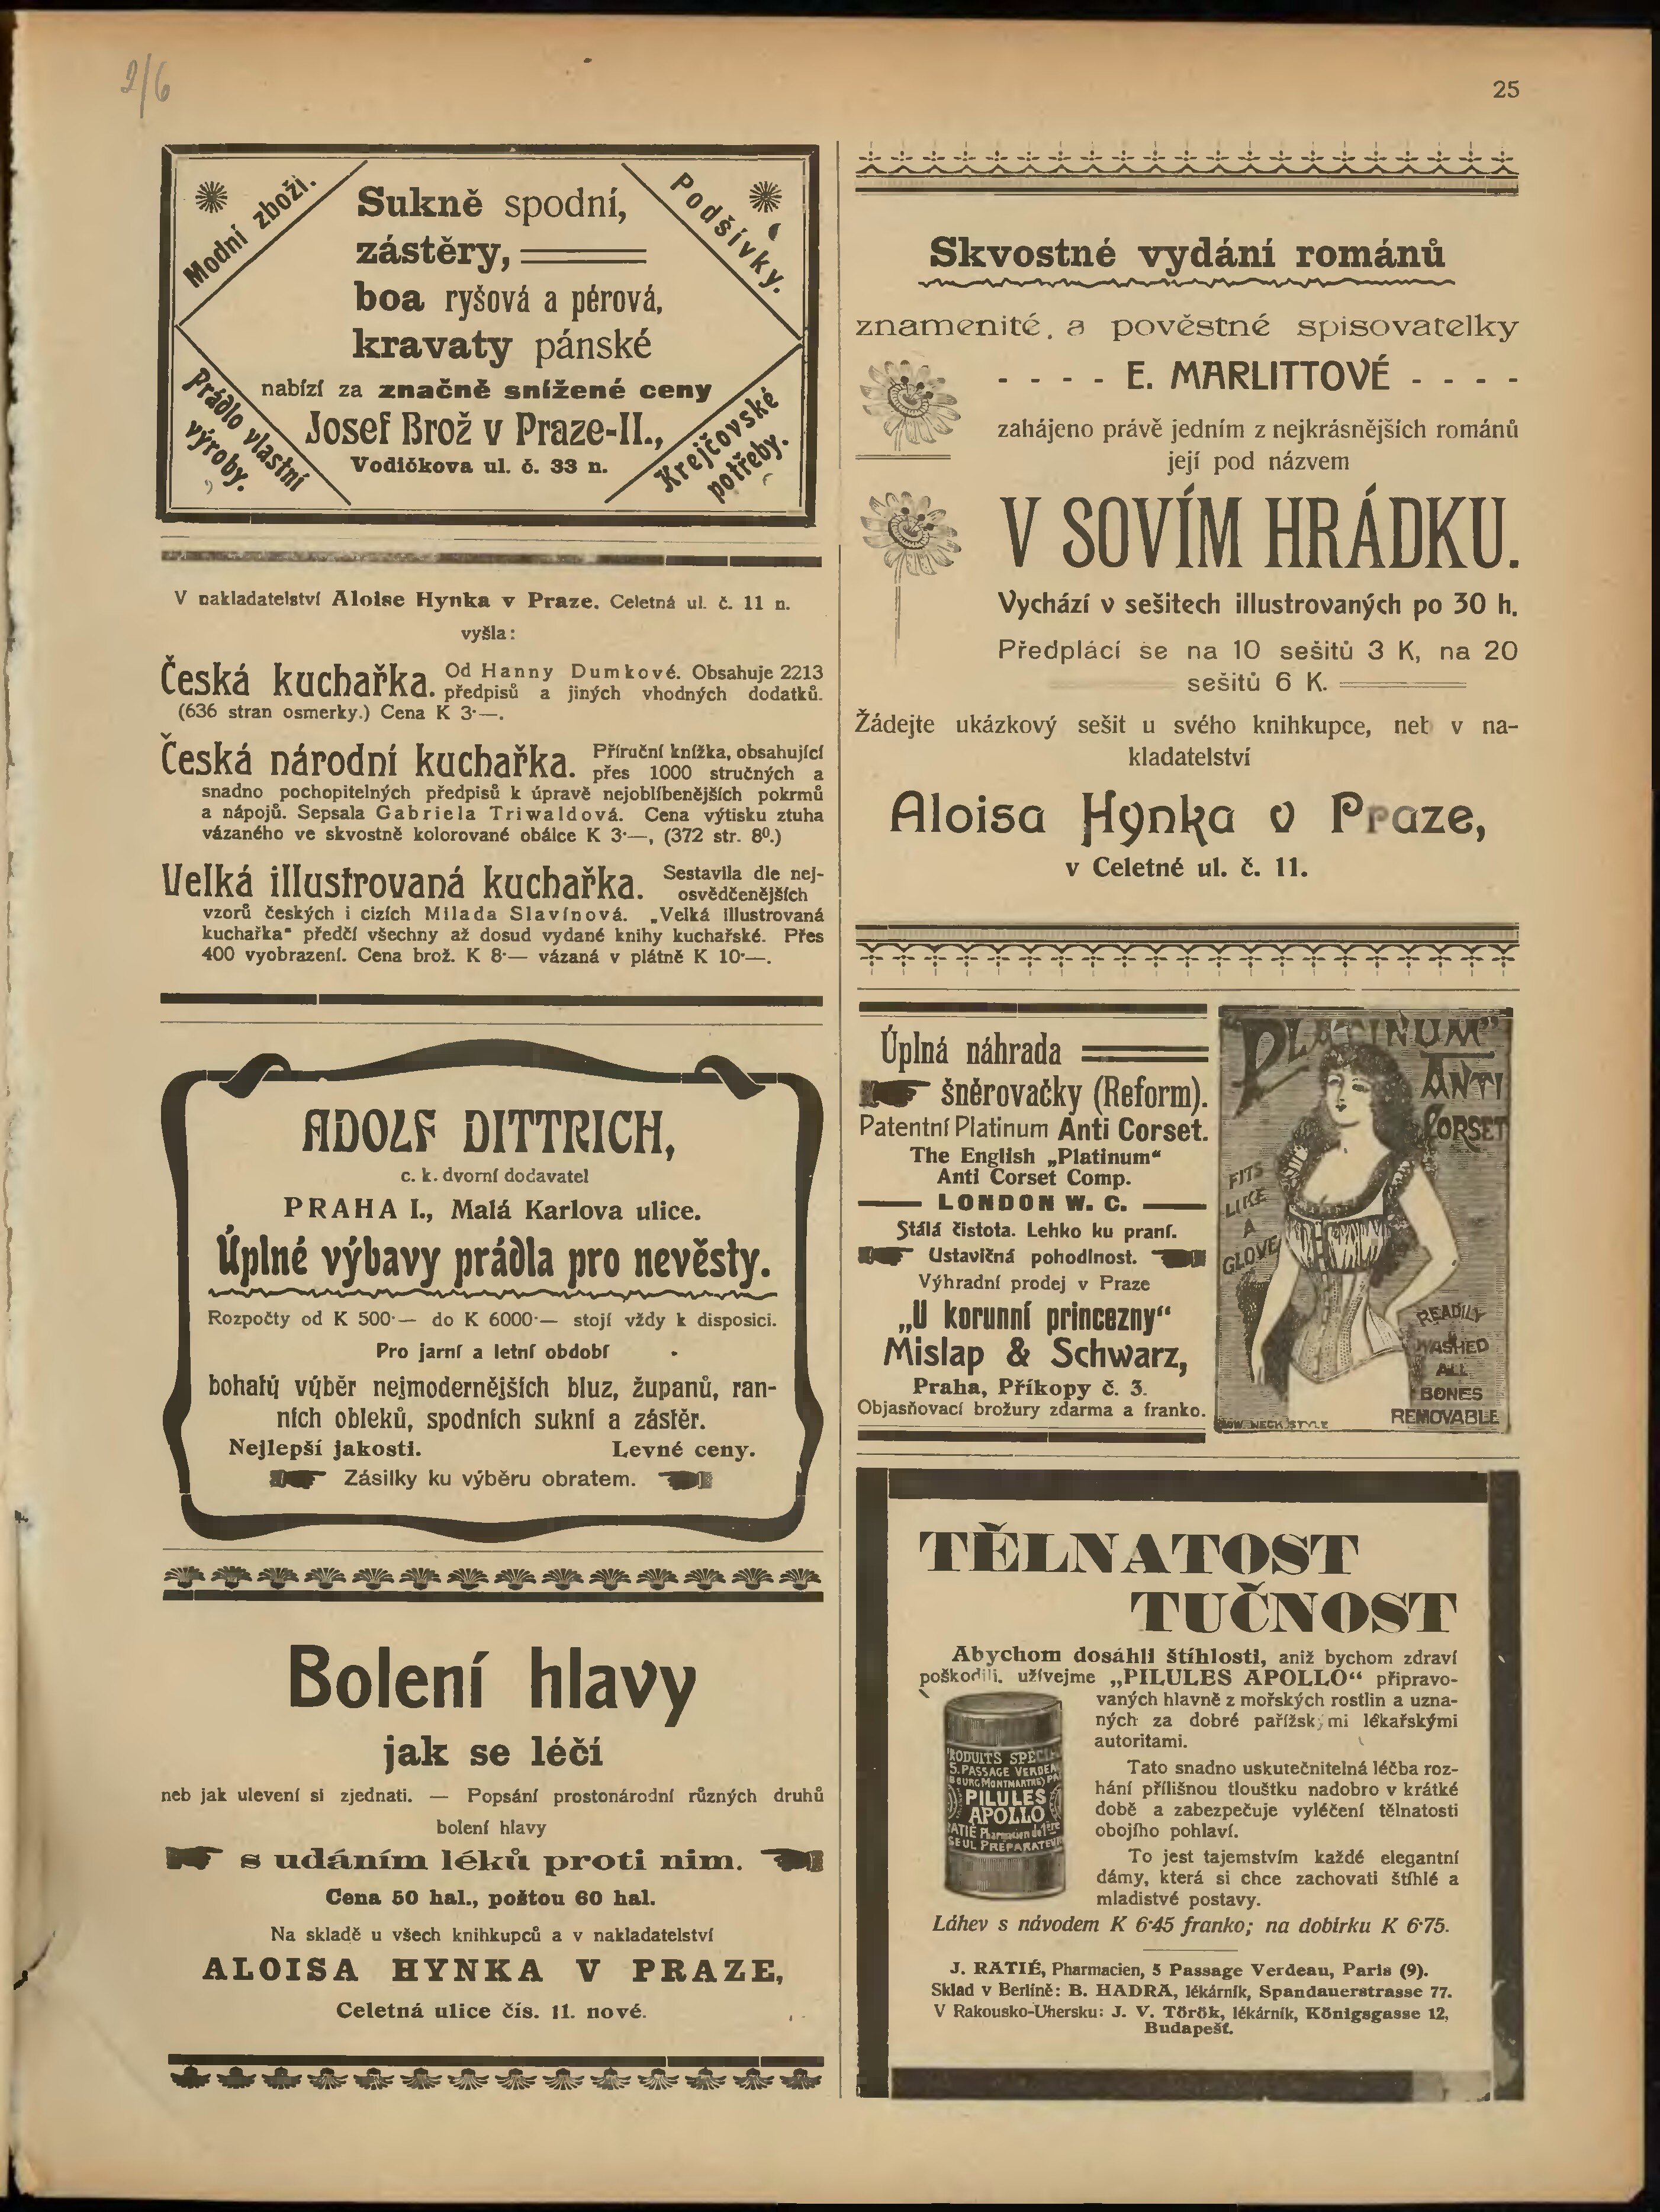 2/6
25
Modní zboží.
Podšívky.
Sukně spodní,
zástěry,
boa ryšová a pérová,
kravaty pánské
nabízí za značně snížené ceny
Josef Brož v Praze-II.,
Vodičkova ul. č. 33 n.
Prádlo vlastní
výroby.
Krejčovské
potřeby.
V nakladatelství Aloise Hynka v Praze. Celetná ul. č. 11 n.
vyšla:
Česká kuchařka. Od Hanny Dumkové. Obsahuje 2213
předpisů a jiných vhodných dodatků.
(636 stran osmerky.) Cena K 3·—.
Česká národní kuchařka. Příruční knížka, obsahující
přes 1000 stručných a
snadno pochopitelných předpisů k úpravě nejoblíbenějších pokrmů
a nápojů. Sepsala Gabriela Triwaldová. Cena výtisku ztuha
vázaného ve skvostně kolorované obálce K 3·—, (372 str. 8⁰.)
Velká illustrovaná kuchařka. Sestavila dle nej-
osvědčenějších
vzorů českých i cizích Milada Slavínová. „Velká illustrovaná
kuchařka“ předčí všechny až dosud vydané knihy kuchařské. Přes
400 vyobrazení. Cena brož. K 8·— vázaná v plátně K 10·—.
ADOLF DITTRICH,
c. k. dvorní dodavatel
PRAHA I., Malá Karlova ulice.
Úplné výbavy prádla pro nevěsty.
Rozpočty od K 500·— do K 6000·— stojí vždy k disposici.
Pro jarní a letní období
bohatý výběr nejmodernějších bluz, županů, ran-
ních obleků, spodních sukní a zástěr.
Nejlepší jakosti. Levné ceny.
Zásilky ku výběru obratem.
Bolení hlavy
jak se léčí
neb jak ulevení si zjednati. — Popsání prostonárodní různých druhů
bolení hlavy
s udáním léků proti nim.
Cena 50 hal., poštou 60 hal.
Na skladě u všech knihkupců a v nakladatelství
ALOISA HYNKA V PRAZE,
Celetná ulice čís. 11. nové.
Skvostné vydání románů
znamenité a pověstné spisovatelky
- - - - E. MARLITTOVÉ - - - -
zahájeno právě jedním z nejkrásnějších románů
její pod názvem
V SOVÍM HRÁDKU.
Vychází v sešitech illustrovaných po 30 h.
Předplácí se na 10 sešitů 3 K, na 20
sešitů 6 K.
Žádejte ukázkový sešit u svého knihkupce, neb v na-
kladatelství
Aloisa Hynka v Praze,
v Celetné ul. č. 11.
Úplná náhrada
šněrovačky (Reform).
Patentní Platinum Anti Corset.
The English „Platinum“
Anti Corset Comp.
LONDON W. C.
Stálá čistota. Lehko ku praní.
Ustavičná pohodlnost.
Výhradní prodej v Praze
„U korunní princezny“
Mislap & Schwarz,
Praha, Příkopy č. 3.
Objasňovací brožury zdarma a franko.
PLATINUM”
ANTI
CORSET
FITS
LIKE
A
GLOVE
READILY
WASHED
ALL
BONES
REMOVABLE
LOW NECK STYLE
TĚLNATOST
TUČNOST
Abychom dosáhli štíhlosti, aniž bychom zdraví
poškodili, užívejme „PILULES APOLLO“ připravo-
vaných hlavně z mořských rostlin a uzna-
ných za dobré pařížskými lékařskými
autoritami.
Tato snadno uskutečnitelná léčba roz-
hání přílišnou tloušťku nadobro v krátké
době a zabezpečuje vyléčení tělnatosti
obojího pohlaví.
To jest tajemstvím každé elegantní
dámy, která si chce zachovati štíhlé a
mladistvé postavy.
RODUITS SPECI
5. PASSAGE VERDEA
BOURG MONTMARTRE) PA
PILULES
APOLLO
RATIÉ Pharmacien de 1ère
SEUL PREPARATEU
Láhev s návodem K 6·45 franko; na dobírku K 6·75.
J. RATIÉ, Pharmacien, 5 Passage Verdeau, Paris (9).
Sklad v Berlíně: B. HADRA, lékárník, Spandauerstrasse 77.
V Rakousko-Uhersku: J. V. Török, lékárník, Königsgasse 12,
Budapešť.